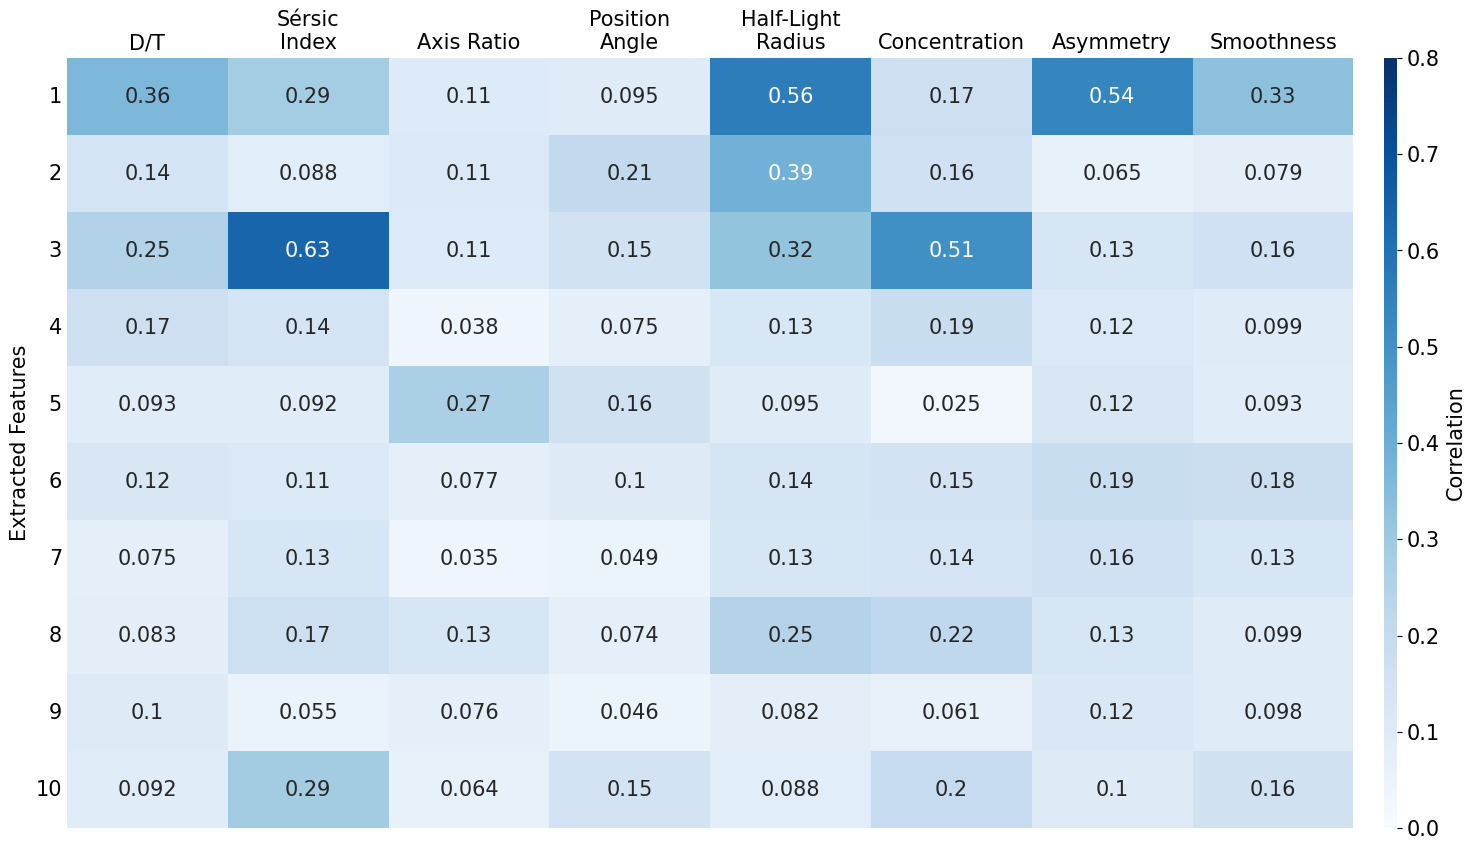 Sérsic
Position
Half-Light
D/T
Index
Axis Ratio
Angle
Radius
Concentration
Asymmetry
Smoothness
1 0.36 0.29 0.11 0.095 0.56 0.17 0.54 0.33
2 0.14 0.088 0.11 0.21 0.39 0.16 0.065 0.079
3 0.25 0.63 0.11 0.15 0.32 0.51 0.13 0.16
4 0.17 0.14 0.038 0.075 0.13 0.19 0.12 0.099
5 0.093 0.092 0.27 0.16 0.095 0.025 0.12 0.093
6 0.12 0.11 0.077 0.1 0.14 0.15 0.19 0.18
7 0.075 0.13 0.035 0.049 0.13 0.14 0.16 0.13
8 0.083 0.17 0.13 0.074 0.25 0.22 0.13 0.099
9 0.1 0.055 0.076 0.046 0.082 0.061 0.12 0.098
10 0.092 0.29 0.064 0.15 0.088 0.2 0.1 0.16
Extracted Features
0.8
0.7
0.6
0.5
0.4
0.3
0.2
0.1
0.0
Correlation